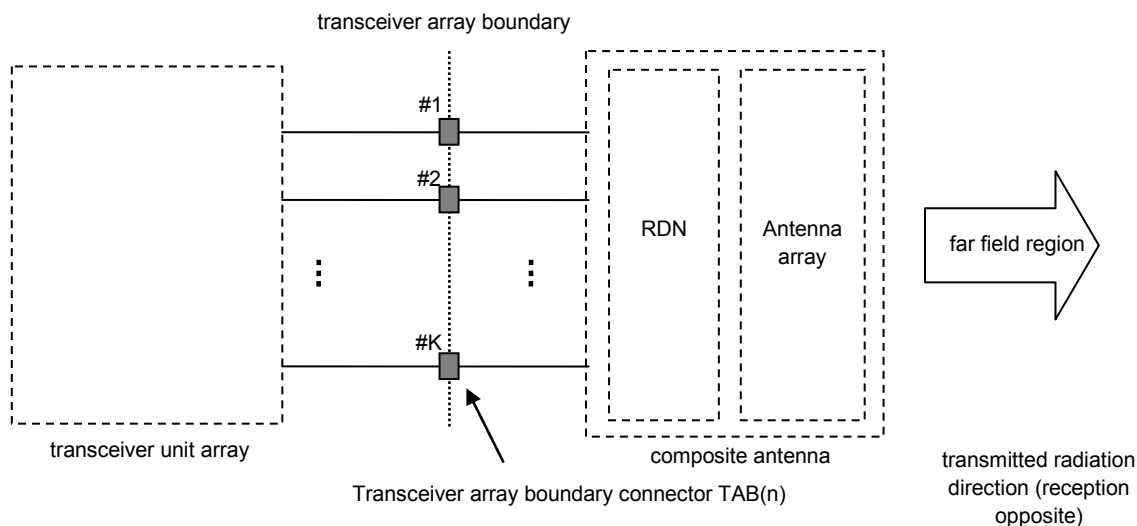 transceiver array boundary
#1
#2
#K
RDN
Antenna
array
far field region
transceiver unit array
composite antenna
Transceiver array boundary connector TAB(n)
transmitted radiation
direction (reception
opposite)